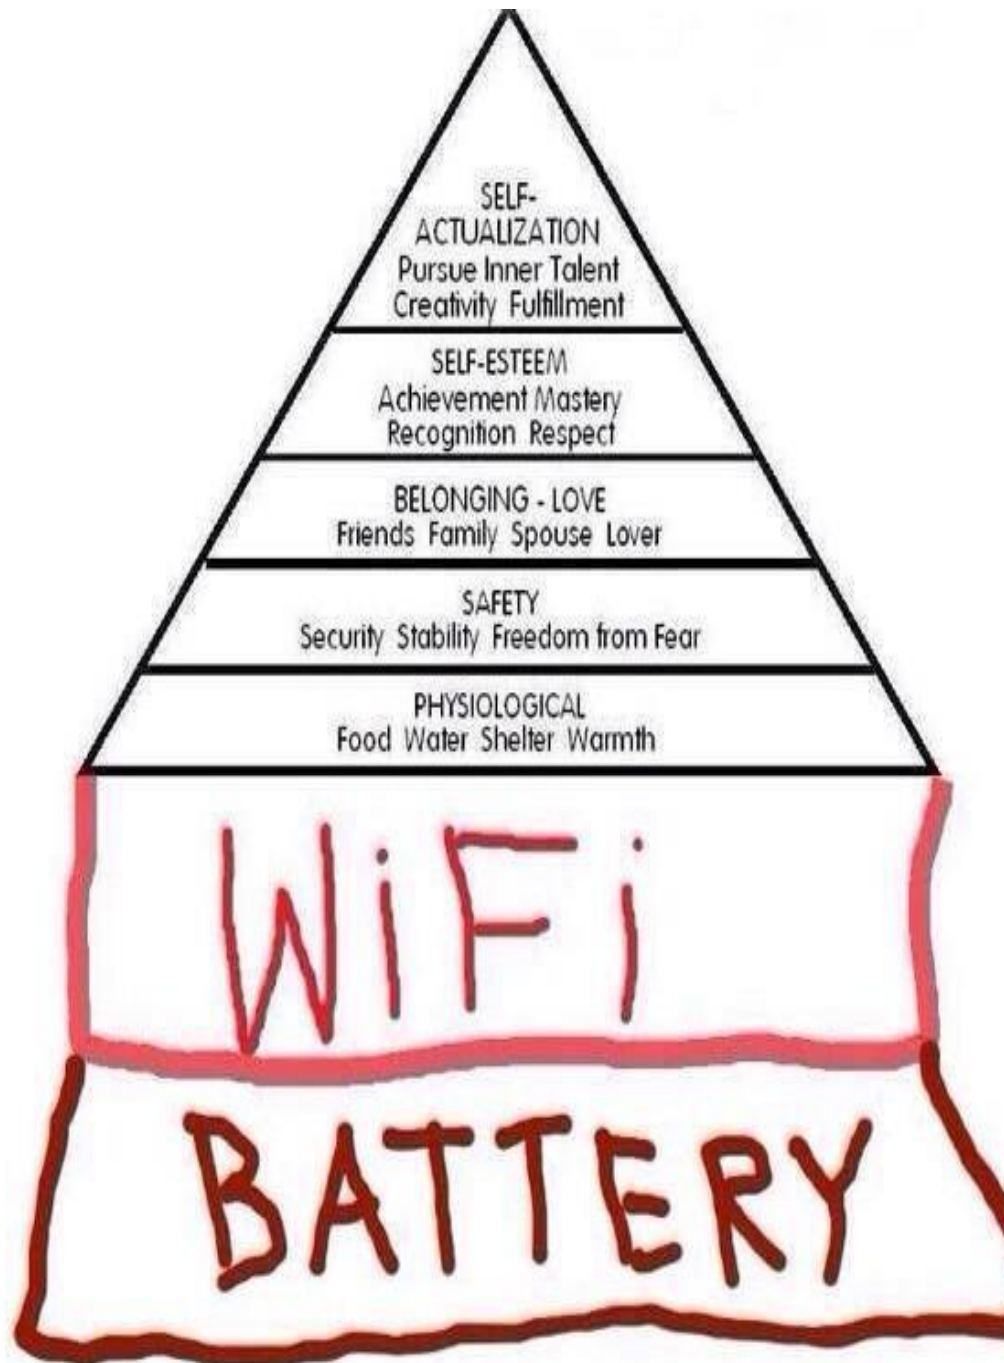 SELF-
ACTUALIZATION
Pursue Inner Talent
Creativity Fulfillment
SELF-ESTEEM
Achievement Mastery
Recognition Respect
BELONGING - LOVE
Friends Family Spouse Lover
SAFETY
Security Stability Freedom from Fear
PHYSIOLOGICAL
Food Water Shelter Warmth
WiFi
BATTERY